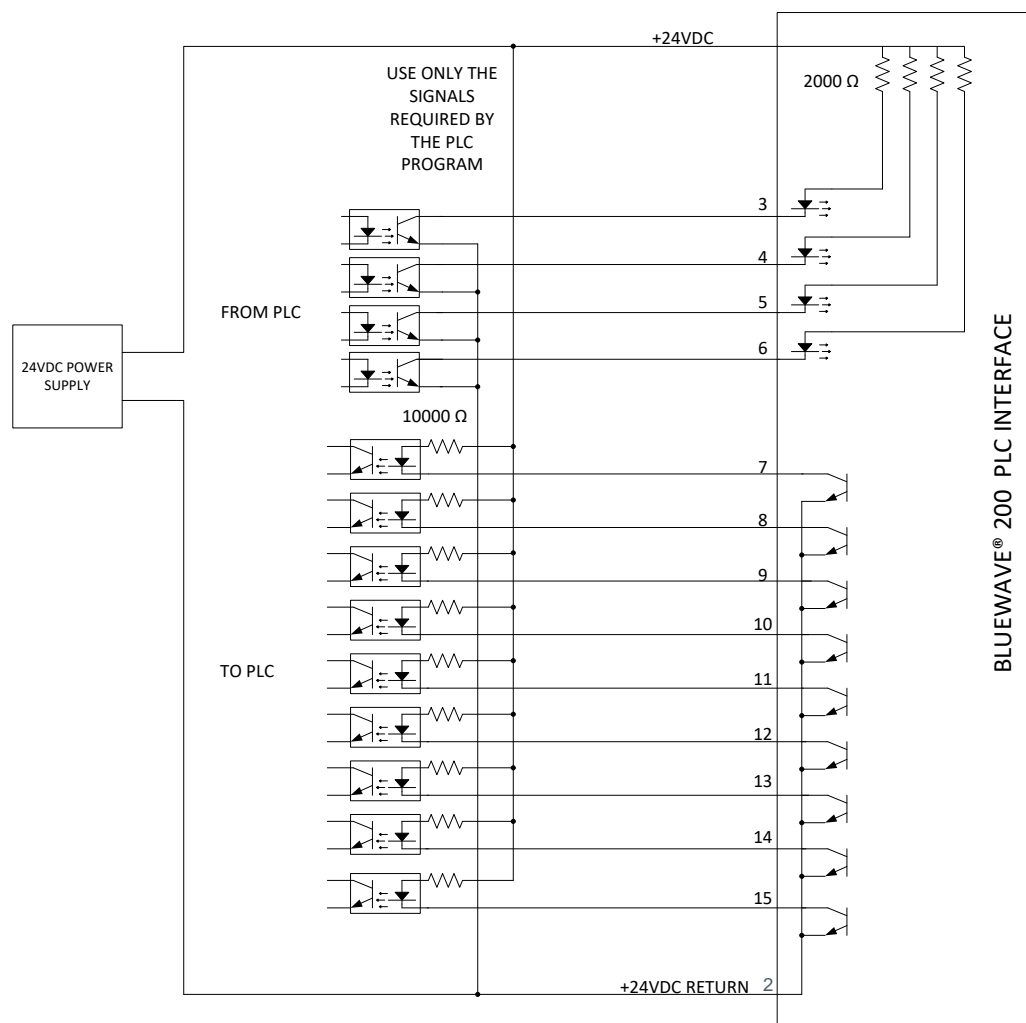 +24VDC
USE ONLY THE
SIGNALS
REQUIRED BY
THE PLC
PROGRAM
2000 Ω
3
4
FROM PLC
5
6
24VDC POWER
SUPPLY
10000 Ω
7
8
9
10
TO PLC
11
12
13
14
15
+24VDC RETURN 2
BLUEWAVE® 200 PLC INTERFACE